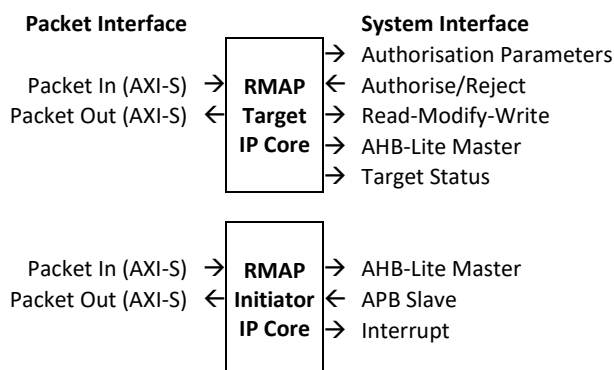 Packet Interface System Interface
→ Authorisation Parameters
Packet In (AXI-S) → RMAP ← Authorise/Reject
Packet Out (AXI-S) ← Target → Read-Modify-Write
IP Core → AHB-Lite Master
→ Target Status
Packet In (AXI-S) → RMAP → AHB-Lite Master
Packet Out (AXI-S) ← Initiator ← APB Slave
IP Core → Interrupt